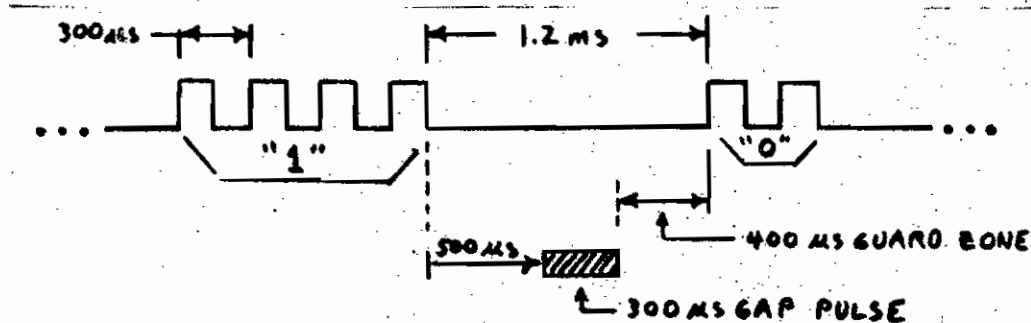 300 µs
1.2 ms
"1"
"0"
500 µs
400 µs GUARD ZONE
300 µs GAP PULSE